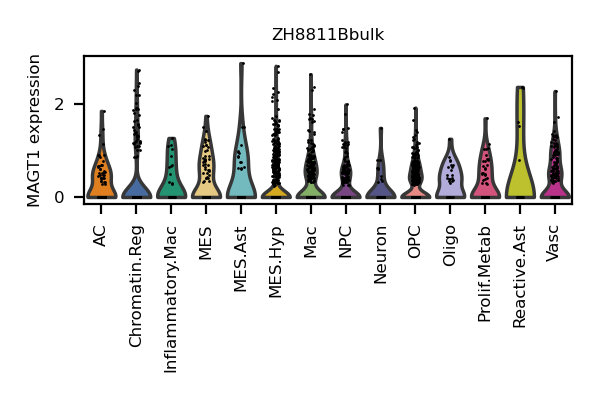 ZH8811Bbulk
MAGT1 expression
2
0
AC
Chromatin.Reg
Inflammatory.Mac
MES
MES.Ast
MES.Hyp
Mac
NPC
Neuron
OPC
Oligo
Prolif.Metab
Reactive.Ast
Vasc